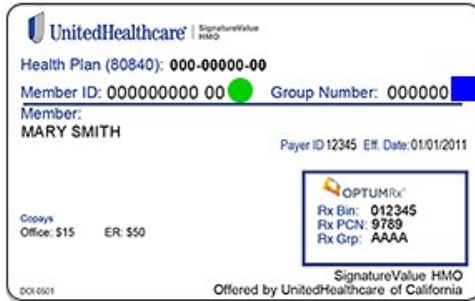 UnitedHealthcare SignatureValue
HMO
Health Plan (80840): 000-00000-00
Member ID: 000000000 00 Group Number: 000000
Member:
MARY SMITH
Payer ID 12345 Eff. Date: 01/01/2011
OPTUMRx
Rx Bin: 012345
Rx PCN: 9789
Rx Grp: AAAA
Copays
Office: $15 ER: $50
SignatureValue HMO
DOI-0501 Offered by UnitedHealthcare of California